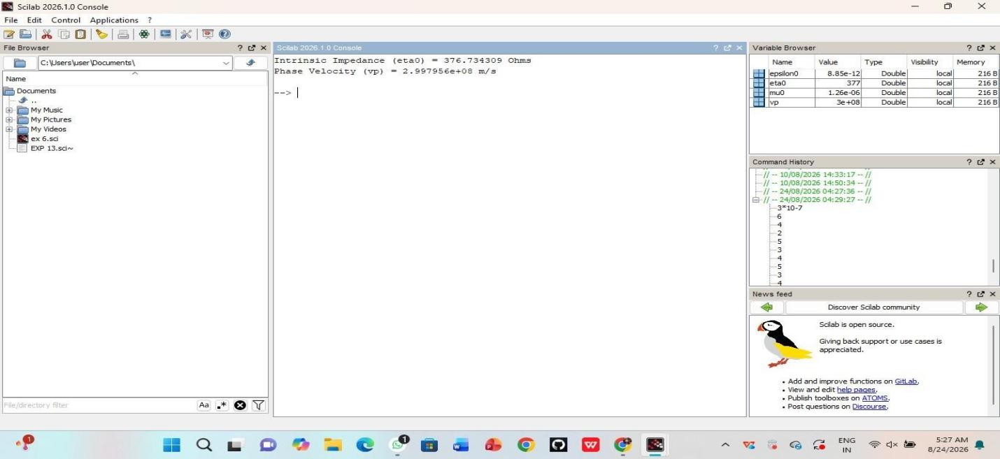 Scilab 2026.1.0 Console
File Edit Control Applications ?
File Browser ? X
C:\Users\user\Documents\
Name
Documents
..
My Music
My Pictures
My Videos
ex 6.sci
EXP 13.sci~
File/directory filter
Aa .*
Scilab 2026.1.0 Console ? X
Intrinsic Impedance (eta0) = 376.734309 Ohms
Phase Velocity (vp) = 2.997956e+08 m/s
-->
Variable Browser ? X
Name Value Type Visibility Memory
epsilon0 8.85e-12 Double local 216 B
eta0 377 Double local 216 B
mu0 1.26e-06 Double local 216 B
vp 3e+08 Double local 216 B
Command History ? X
// -- 10/08/2026 14:33:17 -- //
// -- 10/08/2026 14:50:34 -- //
// -- 24/08/2026 04:27:36 -- //
// -- 24/08/2026 04:29:27 -- //
3*10-7
6
4
2
5
3
4
5
3
4
News feed ? X
Discover Scilab community
Scilab is open source.
Giving back support or use cases is
appreciated.
• Add and improve functions on GitLab.
• View and edit help pages.
• Publish toolboxes on ATOMS.
• Post questions on Discourse.
1
1
W
P
W
ENG
IN
5:27 AM
8/24/2026